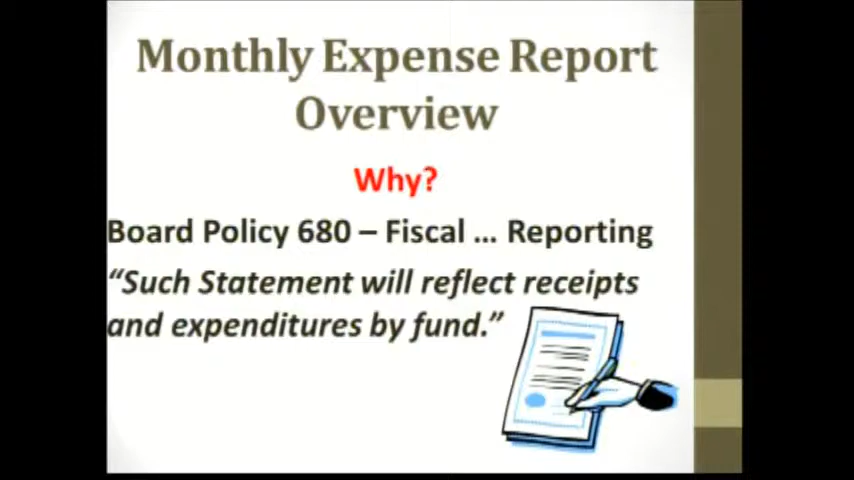 Monthly Expense Report
Overview
Why?
Board Policy 680 – Fiscal ... Reporting
“Such Statement will reflect receipts
and expenditures by fund.”